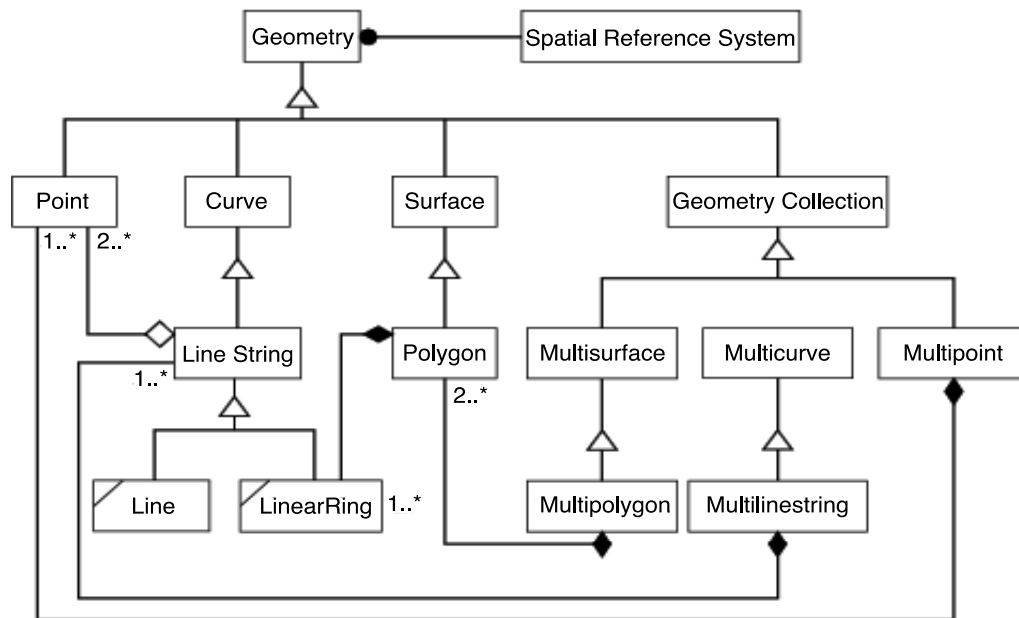 Geometry
Spatial Reference System
Point
Curve
Surface
Geometry Collection
1..*
2..*
Line String
Polygon
Multisurface
Multicurve
Multipoint
1..*
2..*
Line
LinearRing
1..*
Multipolygon
Multilinestring